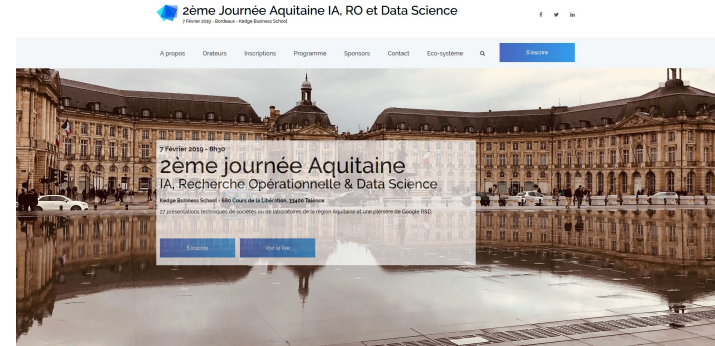 2ème Journée Aquitaine IA, RO et Data Science
7 Février 2019 - Bordeaux - Kedge Business School
A propos Orateurs Inscriptions Programme Sponsors Contact Eco-système S'inscrire
7 Février 2019 - 8h30
2ème journée Aquitaine
IA, Recherche Opérationnelle & Data Science
Kedge Business School - 680 Cours de la Libération, 33400 Talence
27 présentations techniques de sociétés ou de laboratoires de la région Aquitaine et une plénière de Google R&D.
S'inscrire Voir le live